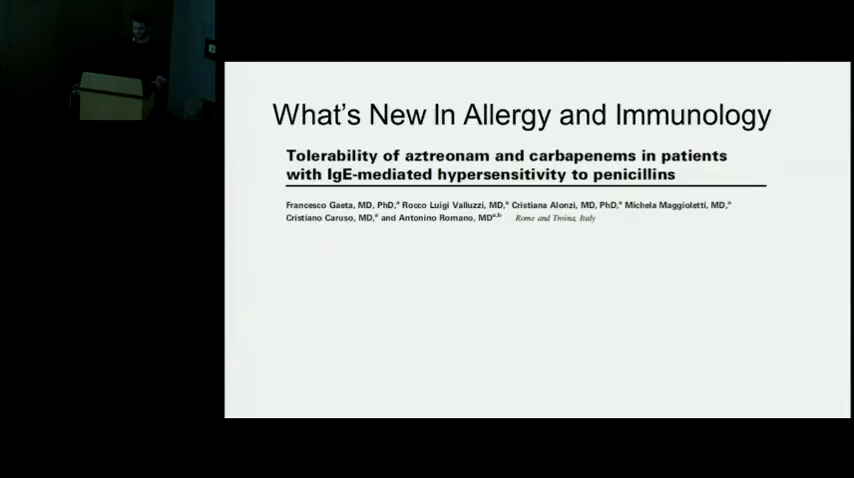 What's New In Allergy and Immunology
Tolerability of aztreonam and carbapenems in patients
with IgE-mediated hypersensitivity to penicillins
Francesco Gaeta, MD, PhD,a Rocco Luigi Valluzzi, MD,a Cristiana Alonzi, MD, PhD,a Michela Maggioletti, MD,a
Cristiano Caruso, MD,a and Antonino Romano, MDa,b Rome and Troina, Italy